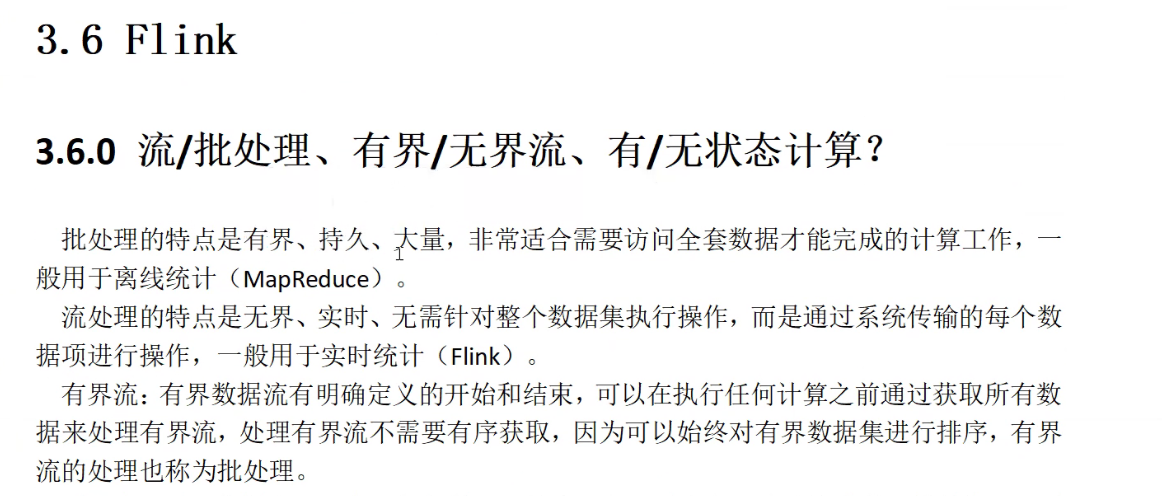 3.6 Flink
3.6.0 流/批处理、有界/无界流、有/无状态计算？
批处理的特点是有界、持久、大量，非常适合需要访问全套数据才能完成的计算工作，一
般用于离线统计（MapReduce）。
流处理的特点是无界、实时、无需针对整个数据集执行操作，而是通过系统传输的每个数
据项进行操作，一般用于实时统计（Flink）。
有界流：有界数据流有明确定义的开始和结束，可以在执行任何计算之前通过获取所有数
据来处理有界流，处理有界流不需要有序获取，因为可以始终对有界数据集进行排序，有界
流的处理也称为批处理。